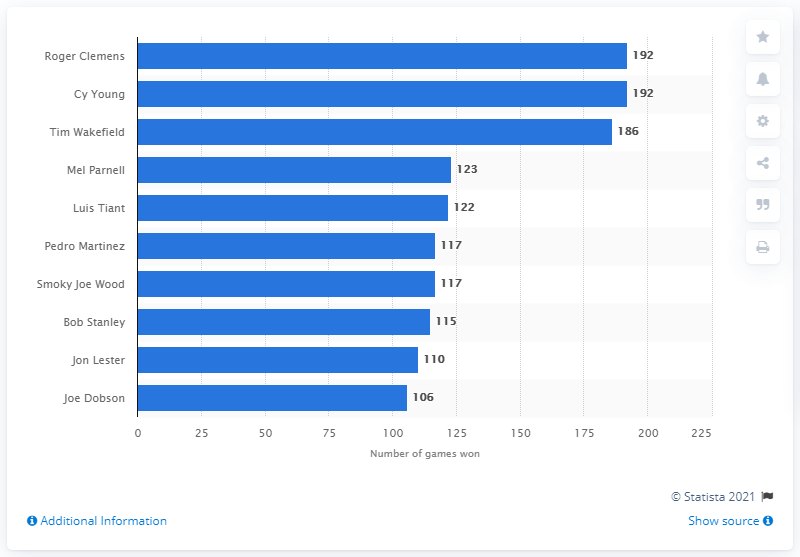 Roger Clemens 192
Cy Young 192
Tim Wakefield 186
Mel Parnell 123
Luis Tiant 122
Pedro Martinez 117
Smoky Joe Wood 117
Bob Stanley 115
Jon Lester 110
Joe Dobson 106
0 25 50 75 100 125 150 175 200 225
Number of games won
© Statista 2021
Additional Information Show source